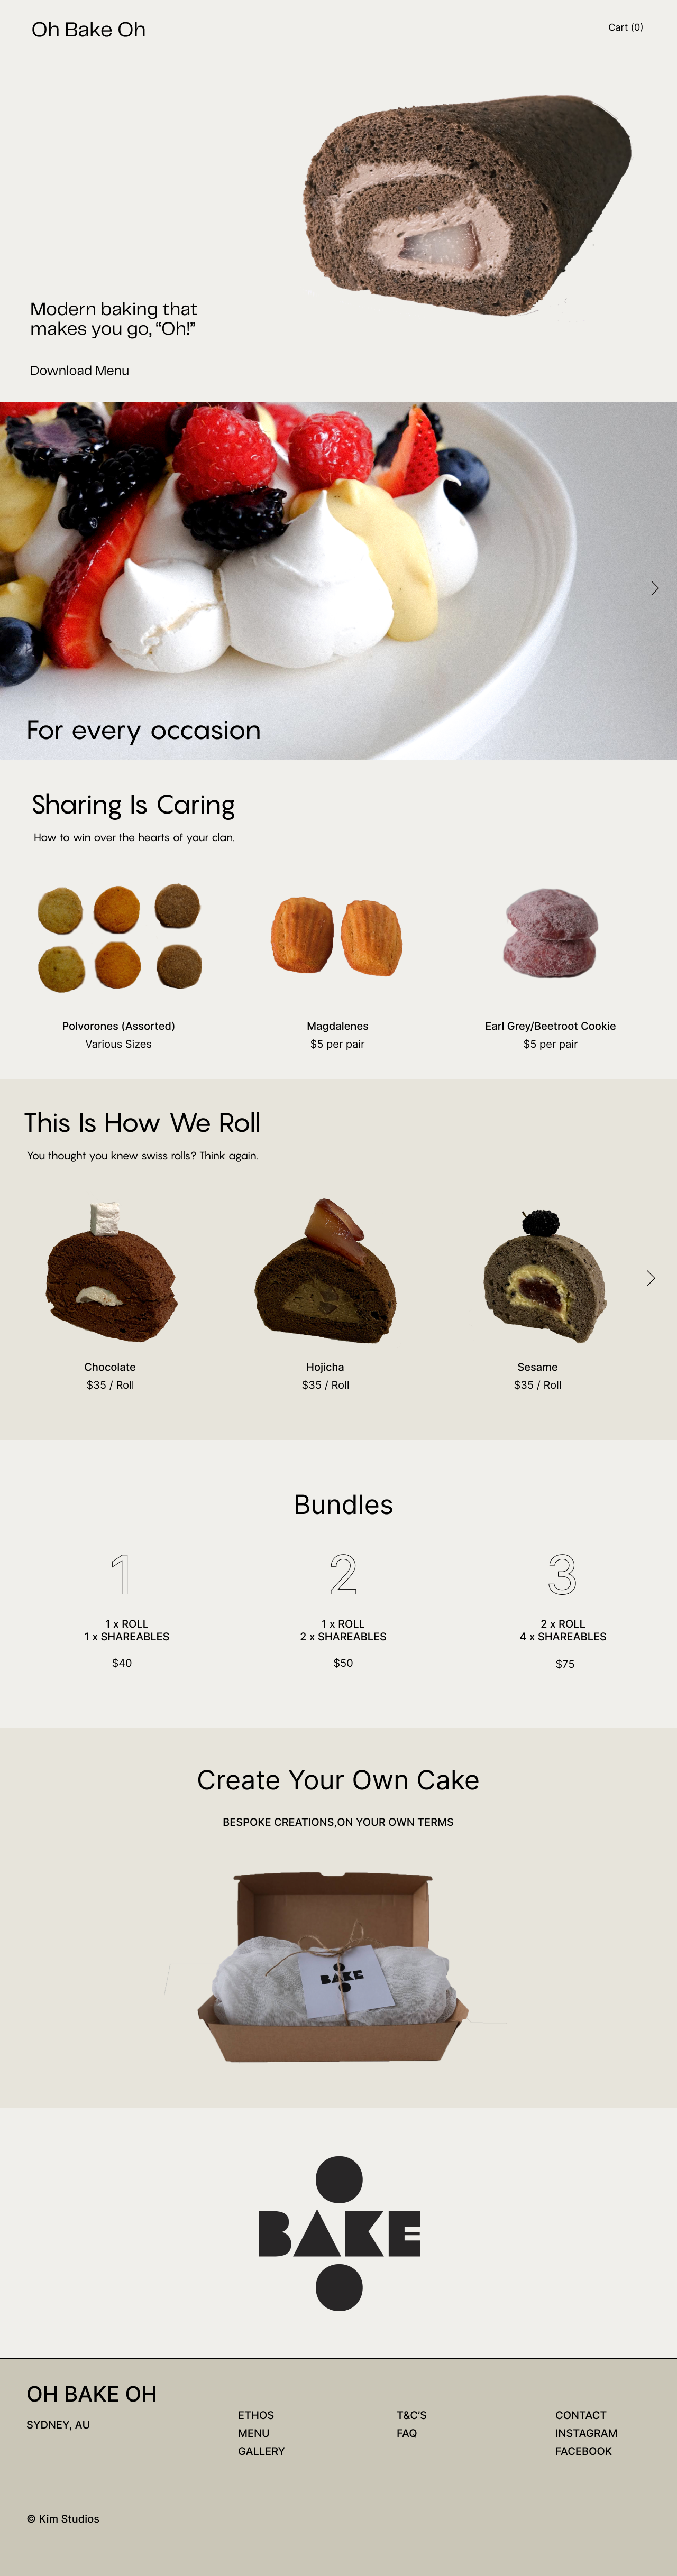 Oh Bake Oh
Cart (0)
Modern baking that
makes you go, “Oh!”
Download Menu
For every occasion
Sharing Is Caring
How to win over the hearts of your clan.
Polvorones (Assorted)
Various Sizes
Magdalenes
$5 per pair
Earl Grey/Beetroot Cookie
$5 per pair
This Is How We Roll
You thought you knew swiss rolls? Think again.
Chocolate
$35 / Roll
Hojicha
$35 / Roll
Sesame
$35 / Roll
Bundles
1
1 x ROLL
1 x SHAREABLES
$40
2
1 x ROLL
2 x SHAREABLES
$50
3
2 x ROLL
4 x SHAREABLES
$75
Create Your Own Cake
BESPOKE CREATIONS,ON YOUR OWN TERMS
BAKE
BAKE
OH BAKE OH
SYDNEY, AU
ETHOS
MENU
GALLERY
T&C’S
FAQ
CONTACT
INSTAGRAM
FACEBOOK
© Kim Studios